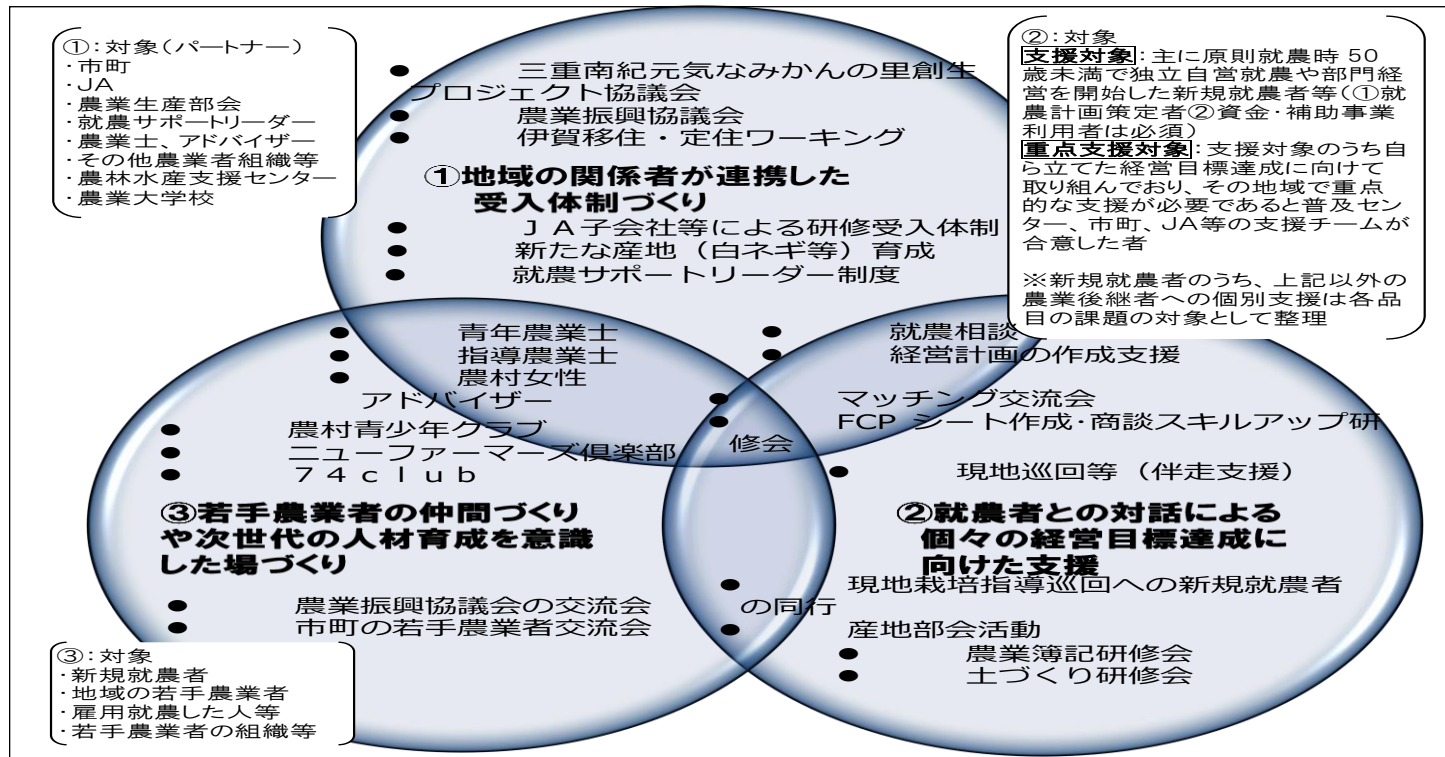 ①:対象(パートナー)
・市町
・JA
・農業生産部会
・就農サポートリーダー
・農業士、アドバイザー
・その他農業者組織等
・農林水産支援センター
・農業大学校
● 三重南紀元気なみかんの里創生
プロジェクト協議会
● 農業振興協議会
● 伊賀移住・定住ワーキング
①地域の関係者が連携した
受入体制づくり
● JA子会社等による研修受入体制
● 新たな産地(白ネギ等)育成
● 就農サポートリーダー制度
②:対象
支援対象:主に原則就農時 50
歳未満で独立自営就農や部門経
営を開始した新規就農者等(①就
農計画策定者②資金・補助事業
利用者は必須)
重点支援対象:支援対象のうち自
ら立てた経営目標達成に向けて
取り組んでおり、その地域で重点
的な支援が必要であると普及セン
ター、市町、JA等の支援チームが
合意した者
※新規就農者のうち、上記以外の
農業後継者への個別支援は各品
目の課題の対象として整理
● 青年農業士
● 指導農業士
● 農村女性
アドバイザー
● 就農相談
● 経営計画の作成支援
● マッチング交流会
● FCP シート作成・商談スキルアップ研
修会
● 農村青少年クラブ
● ニューファーマーズ倶楽部
● 74club
● 現地巡回等(伴走支援)
③若手農業者の仲間づくり
や次世代の人材育成を意識
した場づくり
②就農者との対話による
個々の経営目標達成に
向けた支援
● 農業振興協議会の交流会
● 市町の若手農業者交流会
● 現地栽培指導巡回への新規就農者
の同行
● 産地部会活動
● 農業簿記研修会
● 土づくり研修会
③:対象
・新規就農者
・地域の若手農業者
・雇用就農した人等
・若手農業者の組織等